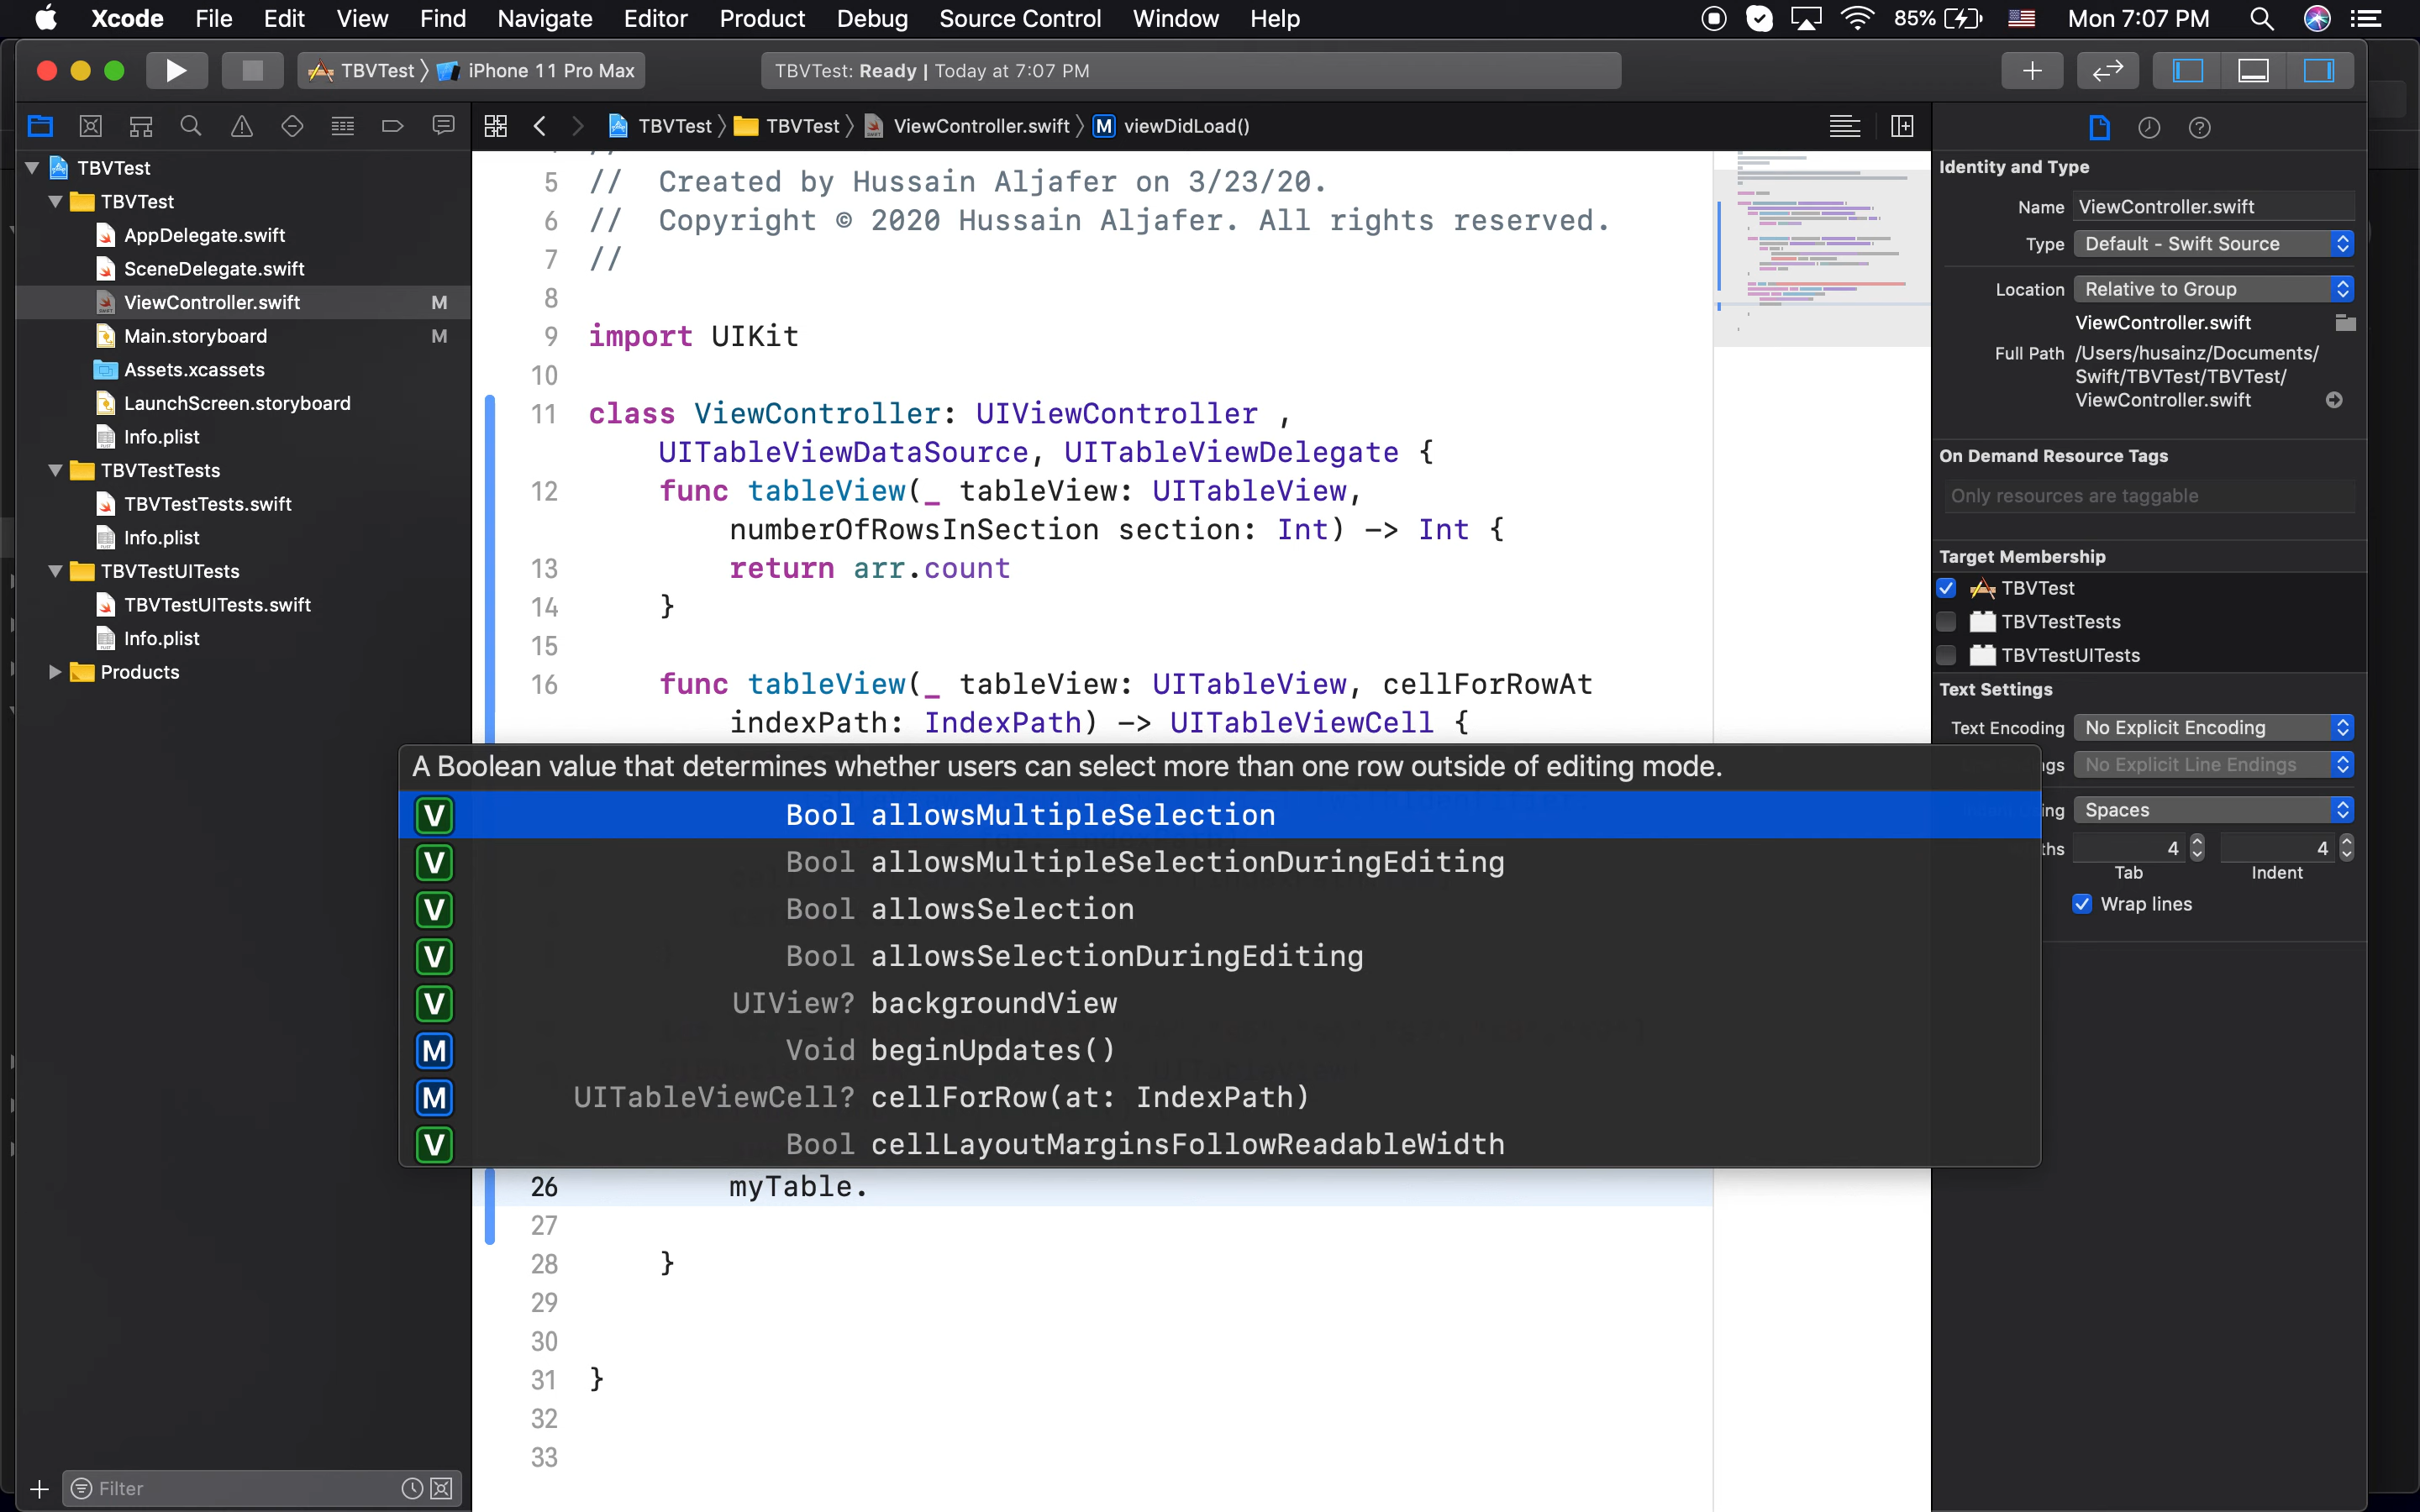 Xcode File Edit View Find Navigate Editor Product Debug Source Control Window Help 85% Mon 7:07 PM
TBVTest iPhone 11 Pro Max TBVTest: Ready | Today at 7:07 PM
TBVTest TBVTest ViewController.swift M viewDidLoad()
TBVTest
TBVTest
AppDelegate.swift
SceneDelegate.swift
ViewController.swift M
Main.storyboard M
Assets.xcassets
LaunchScreen.storyboard
Info.plist
TBVTestTests
TBVTestTests.swift
Info.plist
TBVTestUITests
TBVTestUITests.swift
Info.plist
Products
Filter
5 // Created by Hussain Aljafer on 3/23/20.
6 // Copyright © 2020 Hussain Aljafer. All rights reserved.
7 //
8
9 import UIKit
10
11 class ViewController: UIViewController ,
UITableViewDataSource, UITableViewDelegate {
12 func tableView(_ tableView: UITableView,
numberOfRowsInSection section: Int) -> Int {
13 return arr.count
14 }
15
16 func tableView(_ tableView: UITableView, cellForRowAt
indexPath: IndexPath) -> UITableViewCell {
A Boolean value that determines whether users can select more than one row outside of editing mode.
V Bool allowsMultipleSelection
V Bool allowsMultipleSelectionDuringEditing
V Bool allowsSelection
V Bool allowsSelectionDuringEditing
V UIView? backgroundView
M Void beginUpdates()
M UITableViewCell? cellForRow(at: IndexPath)
V Bool cellLayoutMarginsFollowReadableWidth
26 myTable.
27
28 }
29
30
31 }
32
33
Identity and Type
Name ViewController.swift
Type Default - Swift Source
Location Relative to Group
ViewController.swift
Full Path /Users/husainz/Documents/
Swift/TBVTest/TBVTest/
ViewController.swift
On Demand Resource Tags
Only resources are taggable
Target Membership
TBVTest
TBVTestTests
TBVTestUITests
Text Settings
Text Encoding No Explicit Encoding
gs No Explicit Line Endings
ing Spaces
ths 4 4
Tab Indent
Wrap lines